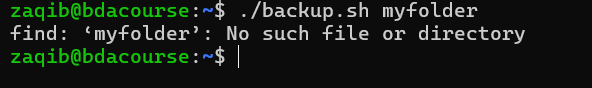 zaqib@bdacourse:~$ ./backup.sh myfolder
find: ‘myfolder’: No such file or directory
zaqib@bdacourse:~$